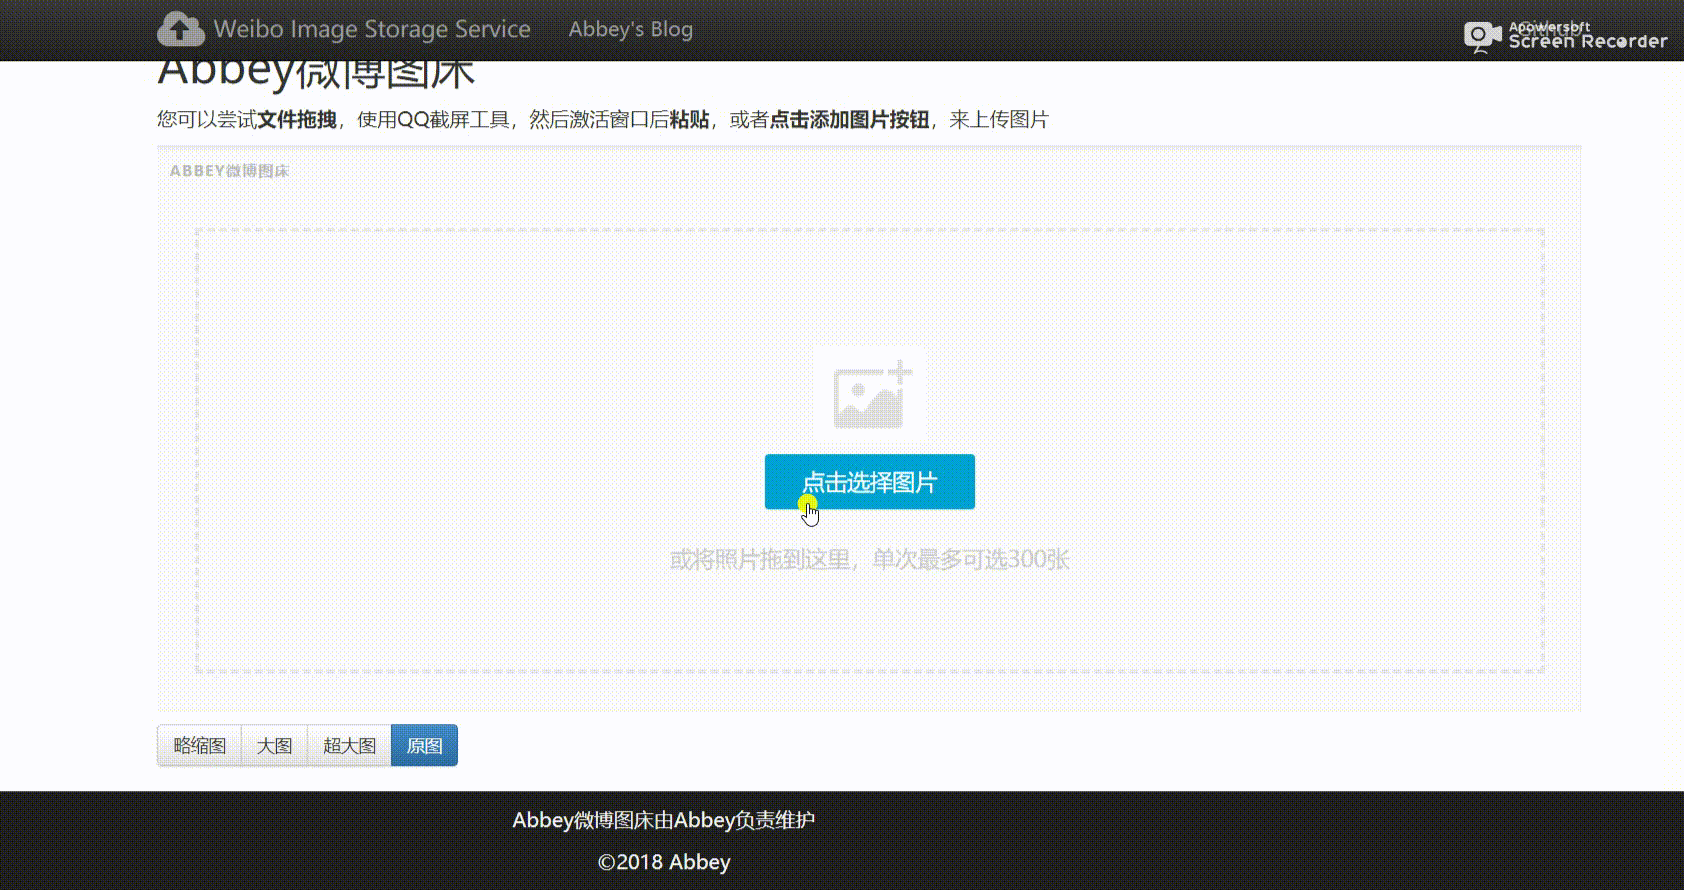 Weibo Image Storage Service Abbey's Blog Github
Apowersoft
Screen Recorder
Abbey微博图床
您可以尝试文件拖拽，使用QQ截屏工具，然后激活窗口后粘贴，或者点击添加图片按钮，来上传图片
ABBEY微博图床
点击选择图片
或将照片拖到这里，单次最多可选300张
略缩图 大图 超大图 原图
Abbey微博图床由Abbey负责维护
©2018 Abbey